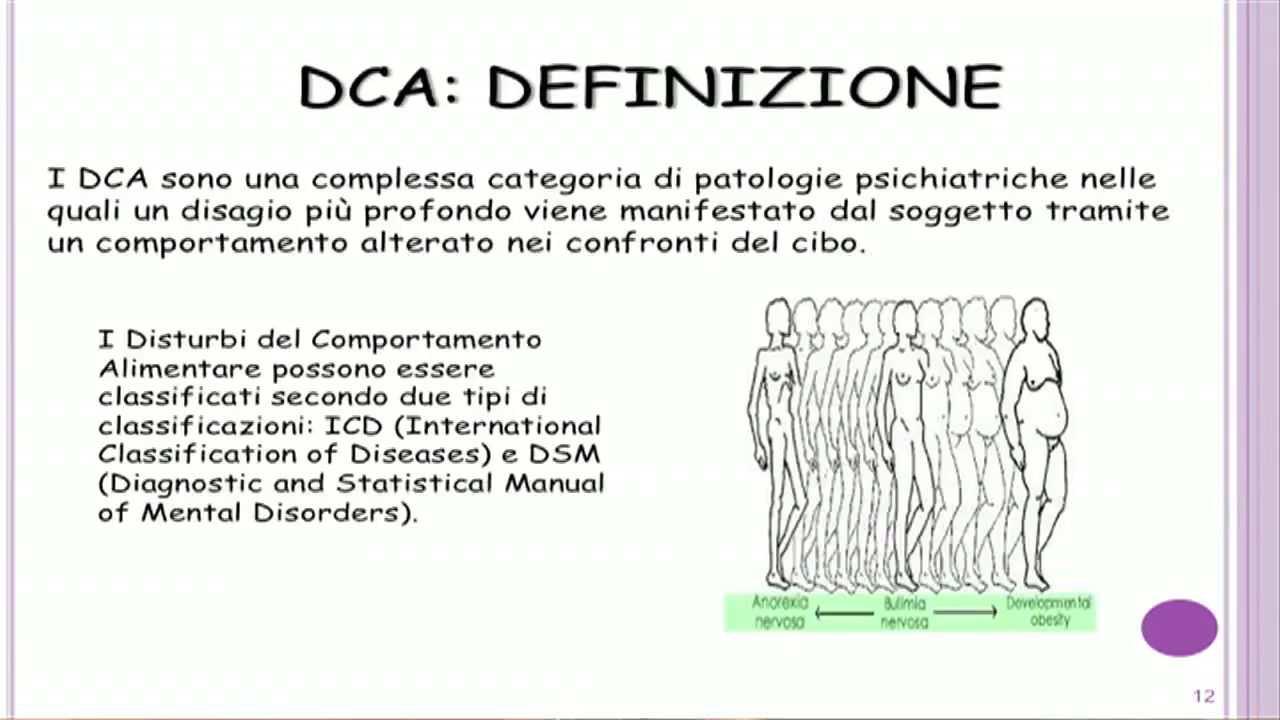 DCA: DEFINIZIONE
I DCA sono una complessa categoria di patologie psichiatriche nelle
quali un disagio più profondo viene manifestato dal soggetto tramite
un comportamento alterato nei confronti del cibo.
I Disturbi del Comportamento
Alimentare possono essere
classificati secondo due tipi di
classificazioni: ICD (International
Classification of Diseases) e DSM
(Diagnostic and Statistical Manual
of Mental Disorders).
Anorexia Bulimia Developmental
nervosa nervosa obesity
12